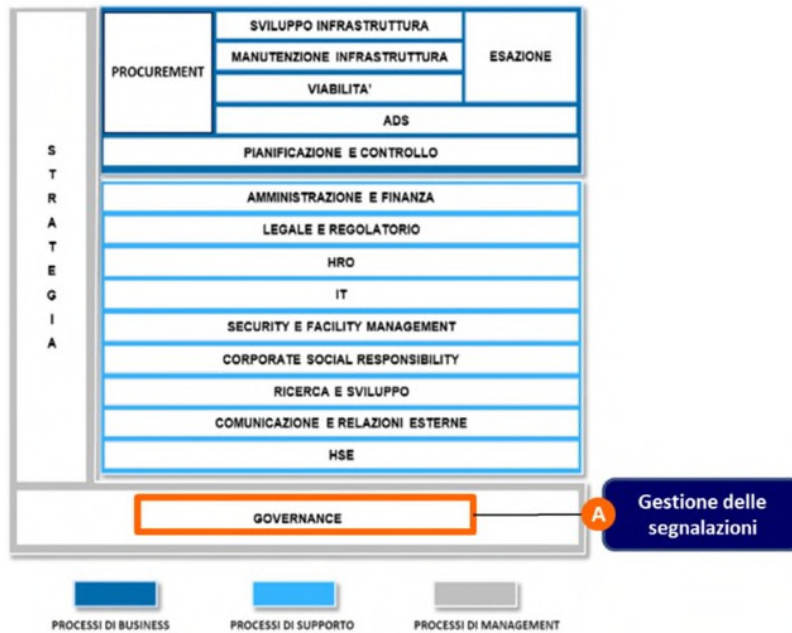 SVILUPPO INFRASTRUTTURA
PROCUREMENT
MANUTENZIONE INFRASTRUTTURA
ESAZIONE
VIABILITA'
ADS
PIANIFICAZIONE E CONTROLLO
STRATEGIA
AMMINISTRAZIONE E FINANZA
LEGALE E REGOLATORIO
HRO
IT
SECURITY E FACILITY MANAGEMENT
CORPORATE SOCIAL RESPONSIBILITY
RICERCA E SVILUPPO
COMUNICAZIONE E RELAZIONI ESTERNE
HSE
GOVERNANCE
A
Gestione delle
segnalazioni
PROCESSI DI BUSINESS
PROCESSI DI SUPPORTO
PROCESSI DI MANAGEMENT